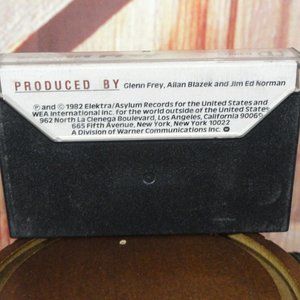 PRODUCED BY Glenn Frey, Allan Blazek and Jim Ed Norman
℗ and © 1982 Elektra/Asylum Records for the United States and
WEA International Inc. for the world outside of the United States.
962 North La Cienega Boulevard, Los Angeles, California 90069
665 Fifth Avenue, New York, New York 10022
A Division of Warner Communications Inc.